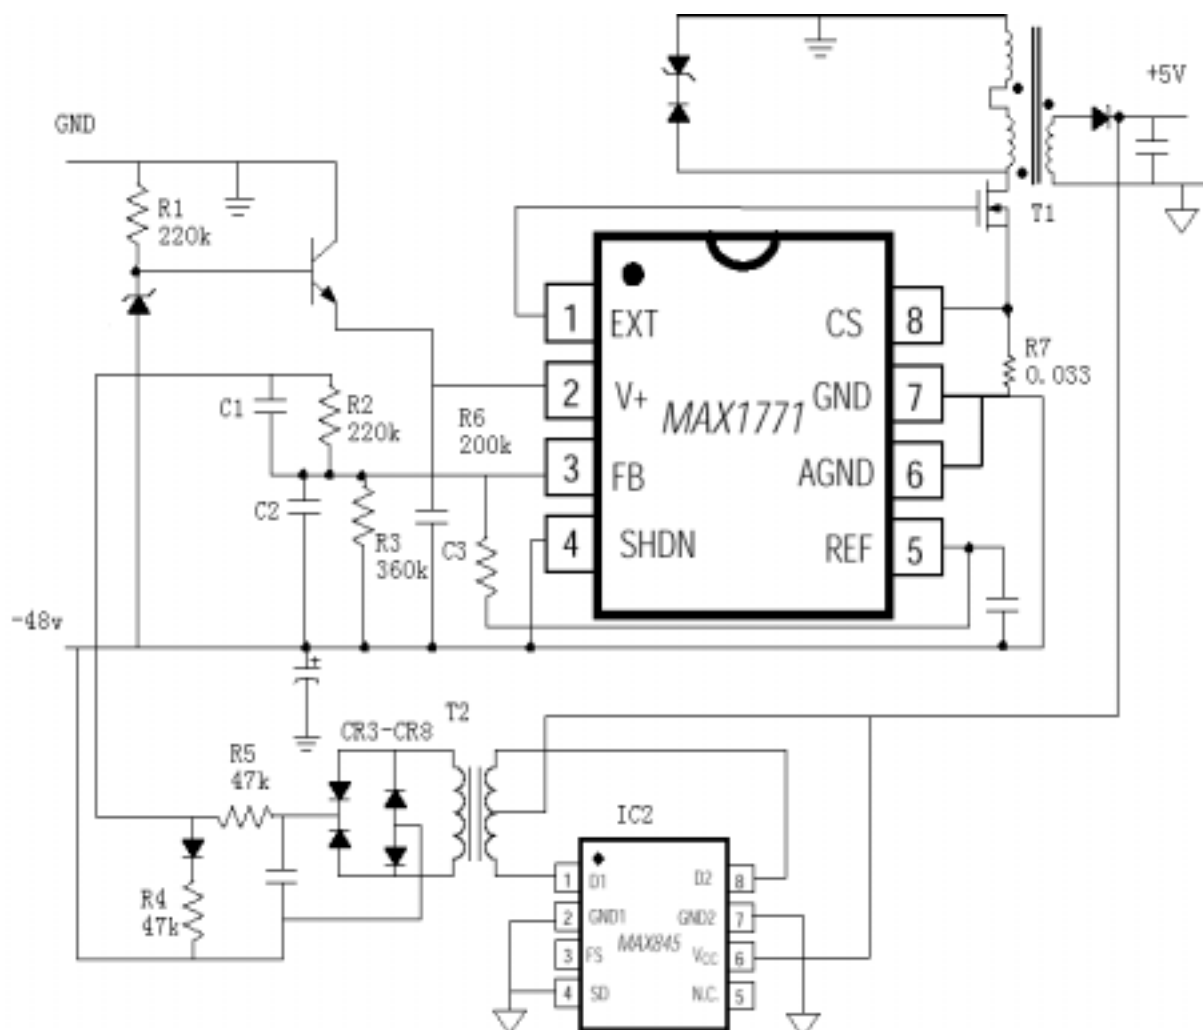 +5V
GND
R1
220k
T1
1
EXT
CS
8
R7
0.033
2
V+
MAX1771
GND
7
C1
R2
220k
R6
200k
3
FB
AGND
6
C2
R3
360k
C3
4
SHDN
REF
5
-48v
T2
CR3-CR8
R5
47k
IC2
1
D1
D2
8
R4
47k
2
GND1
GND2
7
MAX845
3
FS
VCC
6
4
SD
N.C.
5